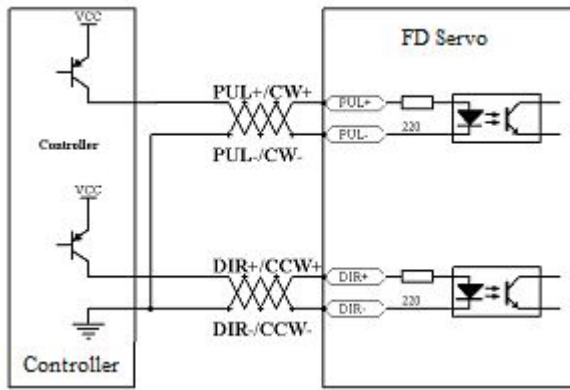 VCC
FD Servo
PUL+/CW+
PUL+
Controller
PUL-
220
PUL-/CW-
VCC
DIR+/CCW+
DIR+
DIR-
220
DIR-/CCW-
Controller